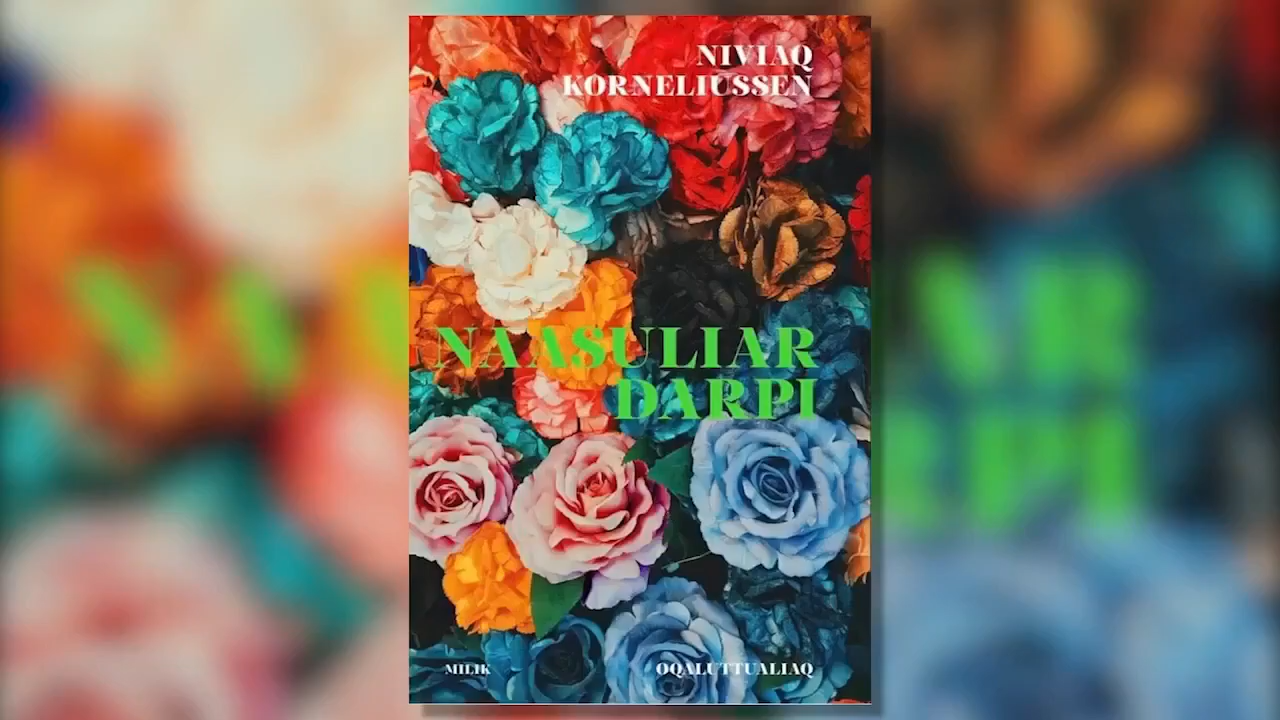 NIVIAQ
KORNELIUSSEN
NAASULIAR
DARPI
MILIK
OQALUTTUALIAQ